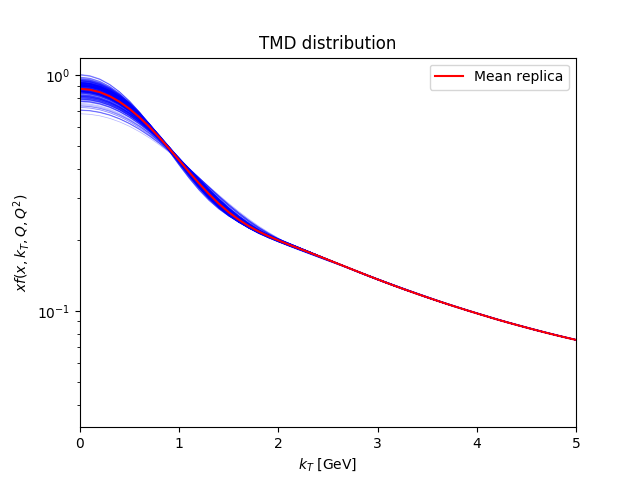 TMD distribution
Mean replica
10⁰
10⁻¹
xf(x, k_T, Q, Q²)
0 1 2 3 4 5
k_T [GeV]